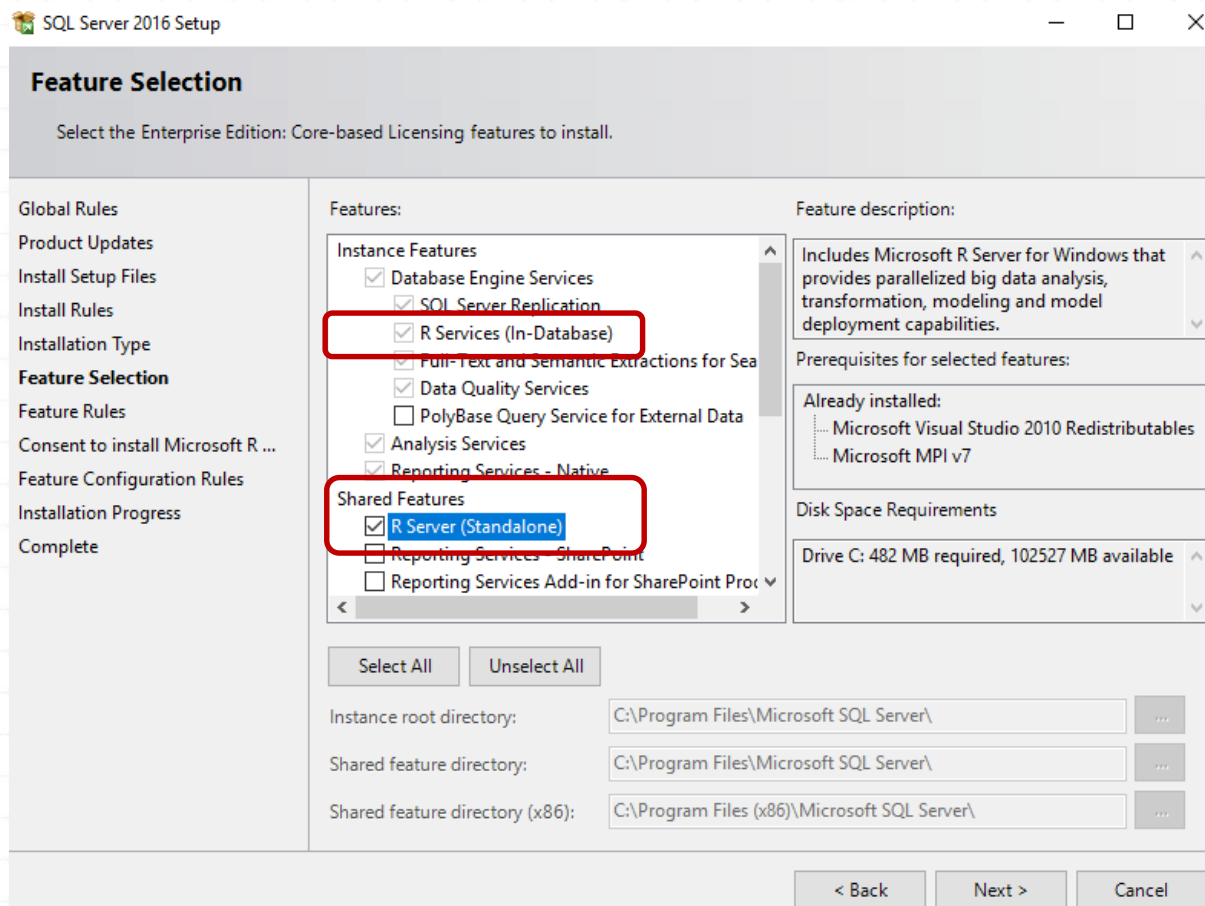 SQL Server 2016 Setup
Feature Selection
Select the Enterprise Edition: Core-based Licensing features to install.
Global Rules
Product Updates
Install Setup Files
Install Rules
Installation Type
Feature Selection
Feature Rules
Consent to install Microsoft R ...
Feature Configuration Rules
Installation Progress
Complete
Features:
Instance Features
Database Engine Services
SQL Server Replication
R Services (In-Database)
Full-Text and Semantic Extractions for Sea
Data Quality Services
PolyBase Query Service for External Data
Analysis Services
Reporting Services - Native
Shared Features
R Server (Standalone)
Reporting Services - SharePoint
Reporting Services Add-in for SharePoint Proc
Feature description:
Includes Microsoft R Server for Windows that
provides parallelized big data analysis,
transformation, modeling and model
deployment capabilities.
Prerequisites for selected features:
Already installed:
Microsoft Visual Studio 2010 Redistributables
Microsoft MPI v7
Disk Space Requirements
Drive C: 482 MB required, 102527 MB available
Select All
Unselect All
Instance root directory:
C:\Program Files\Microsoft SQL Server\
...
Shared feature directory:
C:\Program Files\Microsoft SQL Server\
...
Shared feature directory (x86):
C:\Program Files (x86)\Microsoft SQL Server\
...
< Back
Next >
Cancel